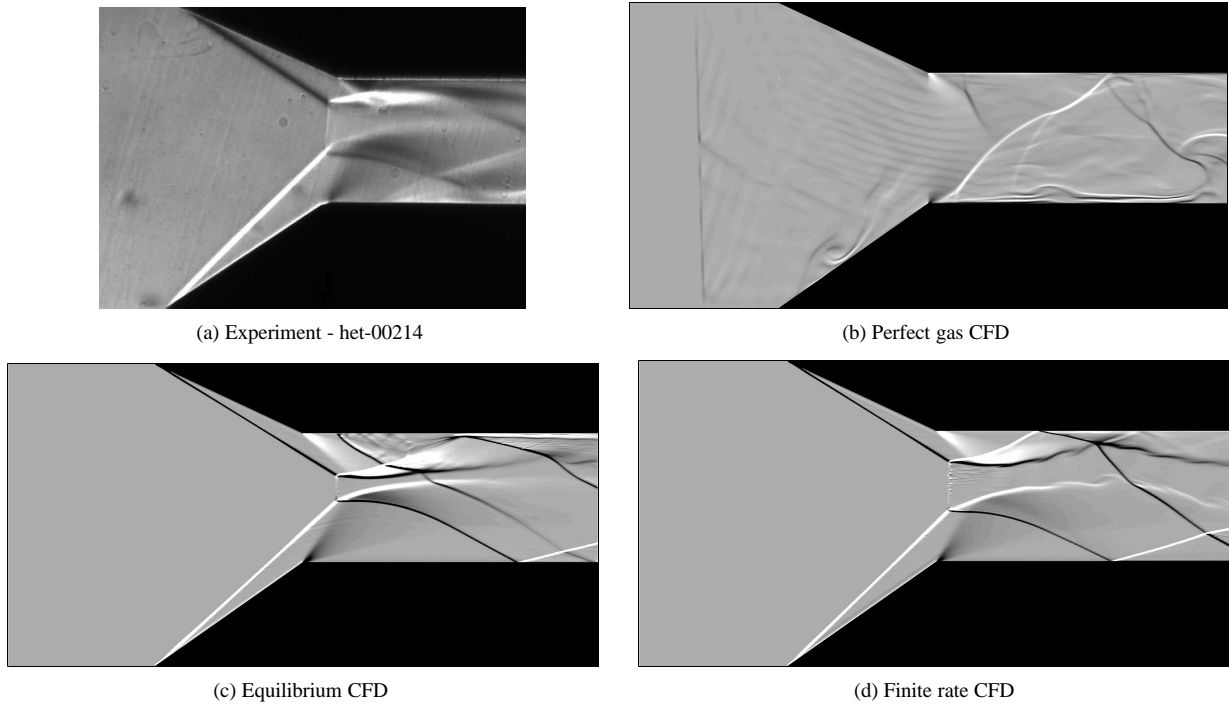 (a) Experiment - het-00214
(b) Perfect gas CFD
(c) Equilibrium CFD
(d) Finite rate CFD